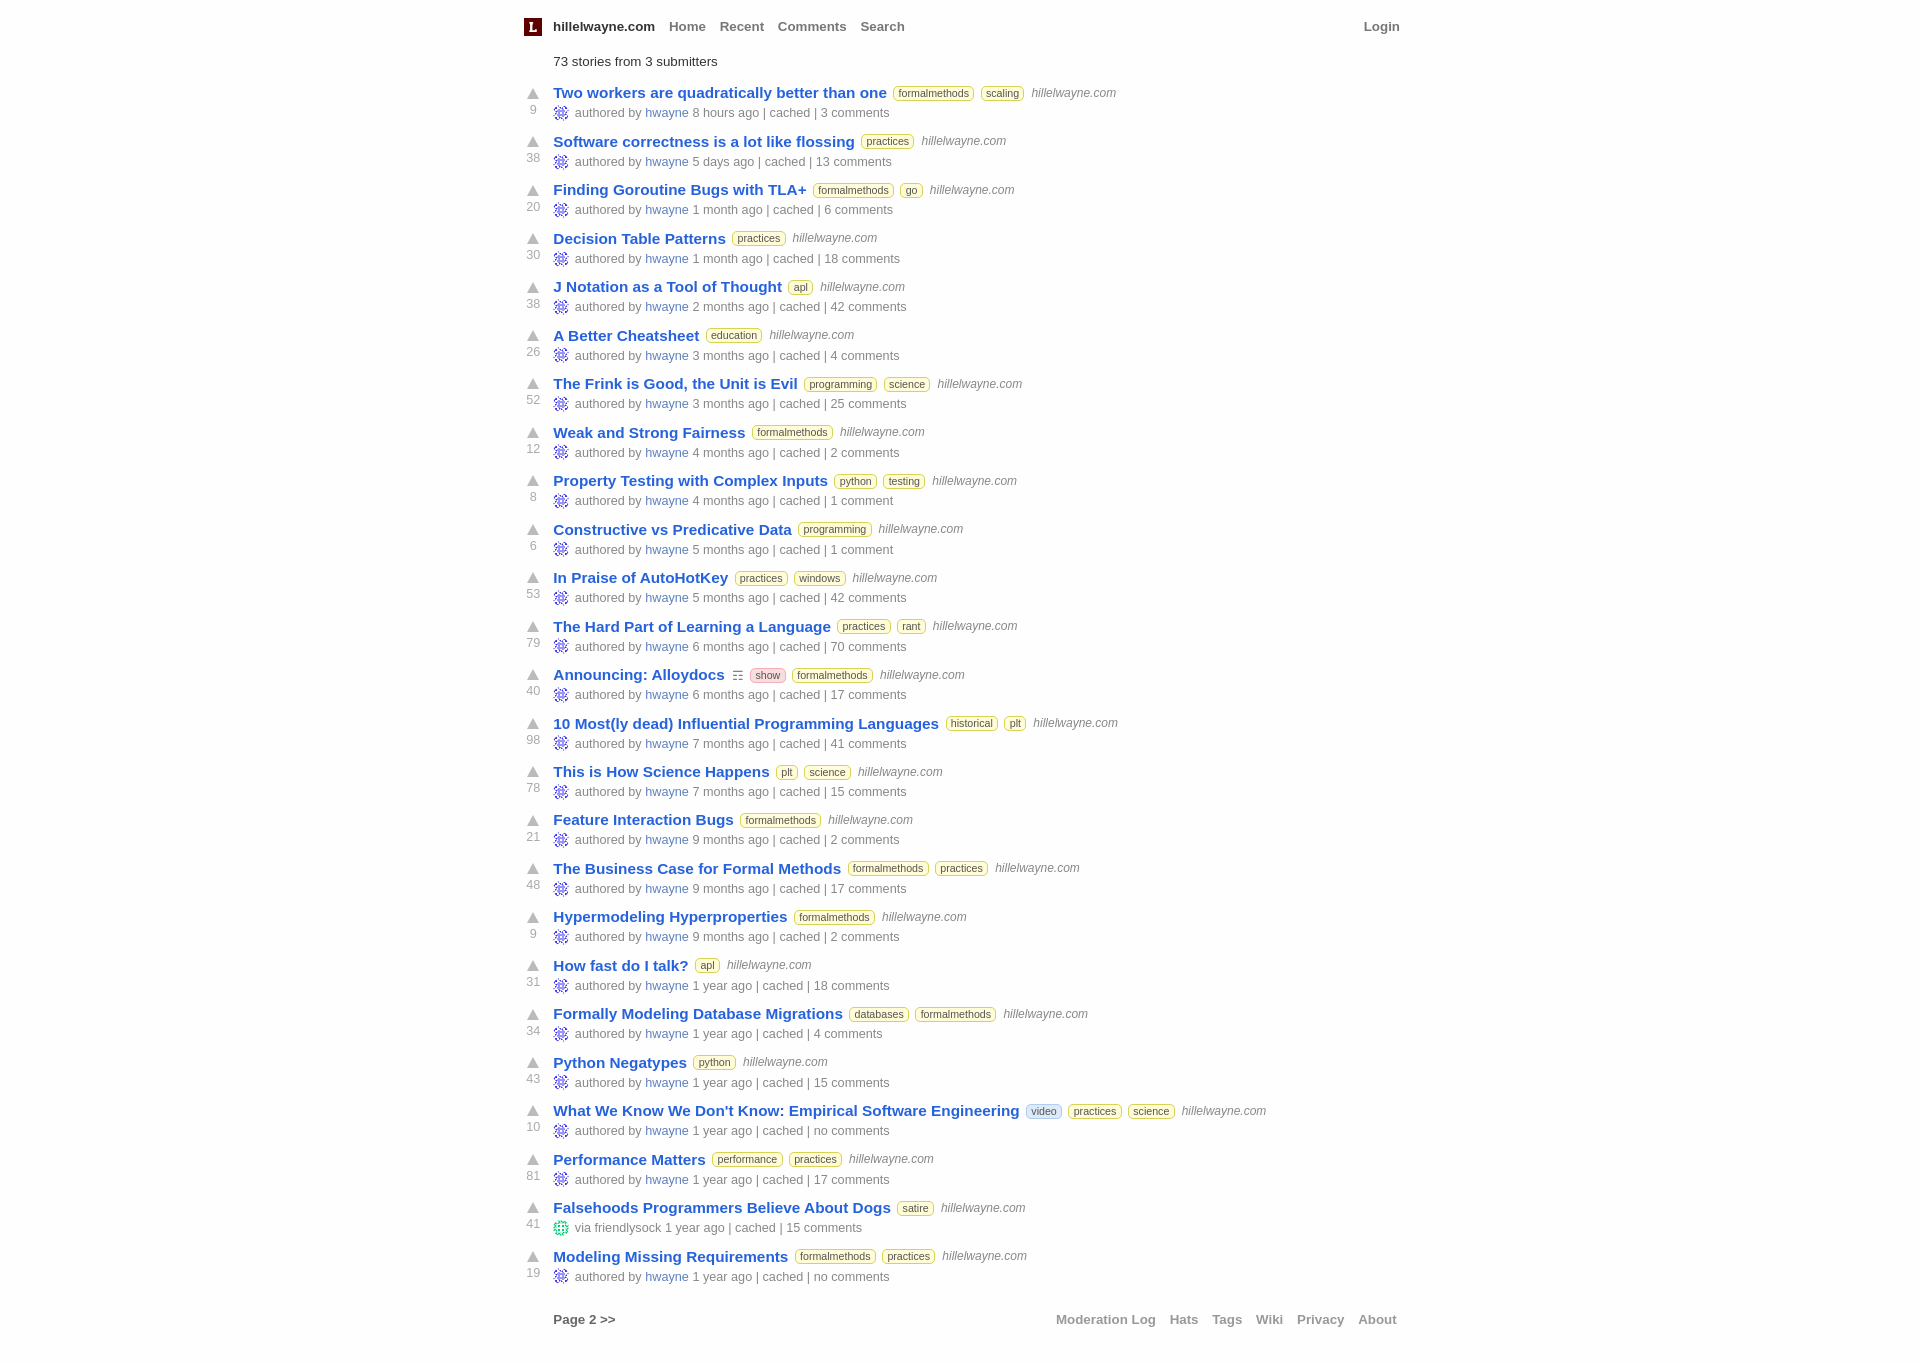 L hillelwayne.com Home Recent Comments Search Login
73 stories from 3 submitters
Two workers are quadratically better than one formalmethods scaling hillelwayne.com
9 authored by hwayne 8 hours ago | cached | 3 comments
Software correctness is a lot like flossing practices hillelwayne.com
38 authored by hwayne 5 days ago | cached | 13 comments
Finding Goroutine Bugs with TLA+ formalmethods go hillelwayne.com
20 authored by hwayne 1 month ago | cached | 6 comments
Decision Table Patterns practices hillelwayne.com
30 authored by hwayne 1 month ago | cached | 18 comments
J Notation as a Tool of Thought apl hillelwayne.com
38 authored by hwayne 2 months ago | cached | 42 comments
A Better Cheatsheet education hillelwayne.com
26 authored by hwayne 3 months ago | cached | 4 comments
The Frink is Good, the Unit is Evil programming science hillelwayne.com
52 authored by hwayne 3 months ago | cached | 25 comments
Weak and Strong Fairness formalmethods hillelwayne.com
12 authored by hwayne 4 months ago | cached | 2 comments
Property Testing with Complex Inputs python testing hillelwayne.com
8 authored by hwayne 4 months ago | cached | 1 comment
Constructive vs Predicative Data programming hillelwayne.com
6 authored by hwayne 5 months ago | cached | 1 comment
In Praise of AutoHotKey practices windows hillelwayne.com
53 authored by hwayne 5 months ago | cached | 42 comments
The Hard Part of Learning a Language practices rant hillelwayne.com
79 authored by hwayne 6 months ago | cached | 70 comments
Announcing: Alloydocs ☶ show formalmethods hillelwayne.com
40 authored by hwayne 6 months ago | cached | 17 comments
10 Most(ly dead) Influential Programming Languages historical plt hillelwayne.com
98 authored by hwayne 7 months ago | cached | 41 comments
This is How Science Happens plt science hillelwayne.com
78 authored by hwayne 7 months ago | cached | 15 comments
Feature Interaction Bugs formalmethods hillelwayne.com
21 authored by hwayne 9 months ago | cached | 2 comments
The Business Case for Formal Methods formalmethods practices hillelwayne.com
48 authored by hwayne 9 months ago | cached | 17 comments
Hypermodeling Hyperproperties formalmethods hillelwayne.com
9 authored by hwayne 9 months ago | cached | 2 comments
How fast do I talk? apl hillelwayne.com
31 authored by hwayne 1 year ago | cached | 18 comments
Formally Modeling Database Migrations databases formalmethods hillelwayne.com
34 authored by hwayne 1 year ago | cached | 4 comments
Python Negatypes python hillelwayne.com
43 authored by hwayne 1 year ago | cached | 15 comments
What We Know We Don't Know: Empirical Software Engineering video practices science hillelwayne.com
10 authored by hwayne 1 year ago | cached | no comments
Performance Matters performance practices hillelwayne.com
81 authored by hwayne 1 year ago | cached | 17 comments
Falsehoods Programmers Believe About Dogs satire hillelwayne.com
41 via friendlysock 1 year ago | cached | 15 comments
Modeling Missing Requirements formalmethods practices hillelwayne.com
19 authored by hwayne 1 year ago | cached | no comments
Page 2 >> Moderation Log Hats Tags Wiki Privacy About